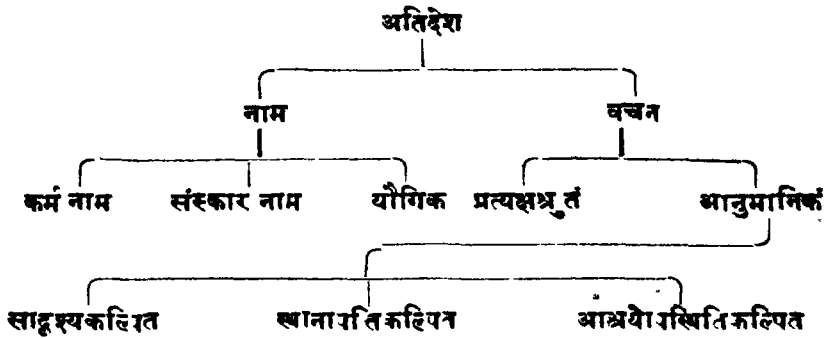 अतिदेश
नाम वचन
कर्म नाम संस्कार नाम यौगिक प्रत्यक्षश्रुतं आनुमानिकं
सादृश्यकल्पित स्थानापत्तिकल्पित आश्रयोपस्थितिकल्पित